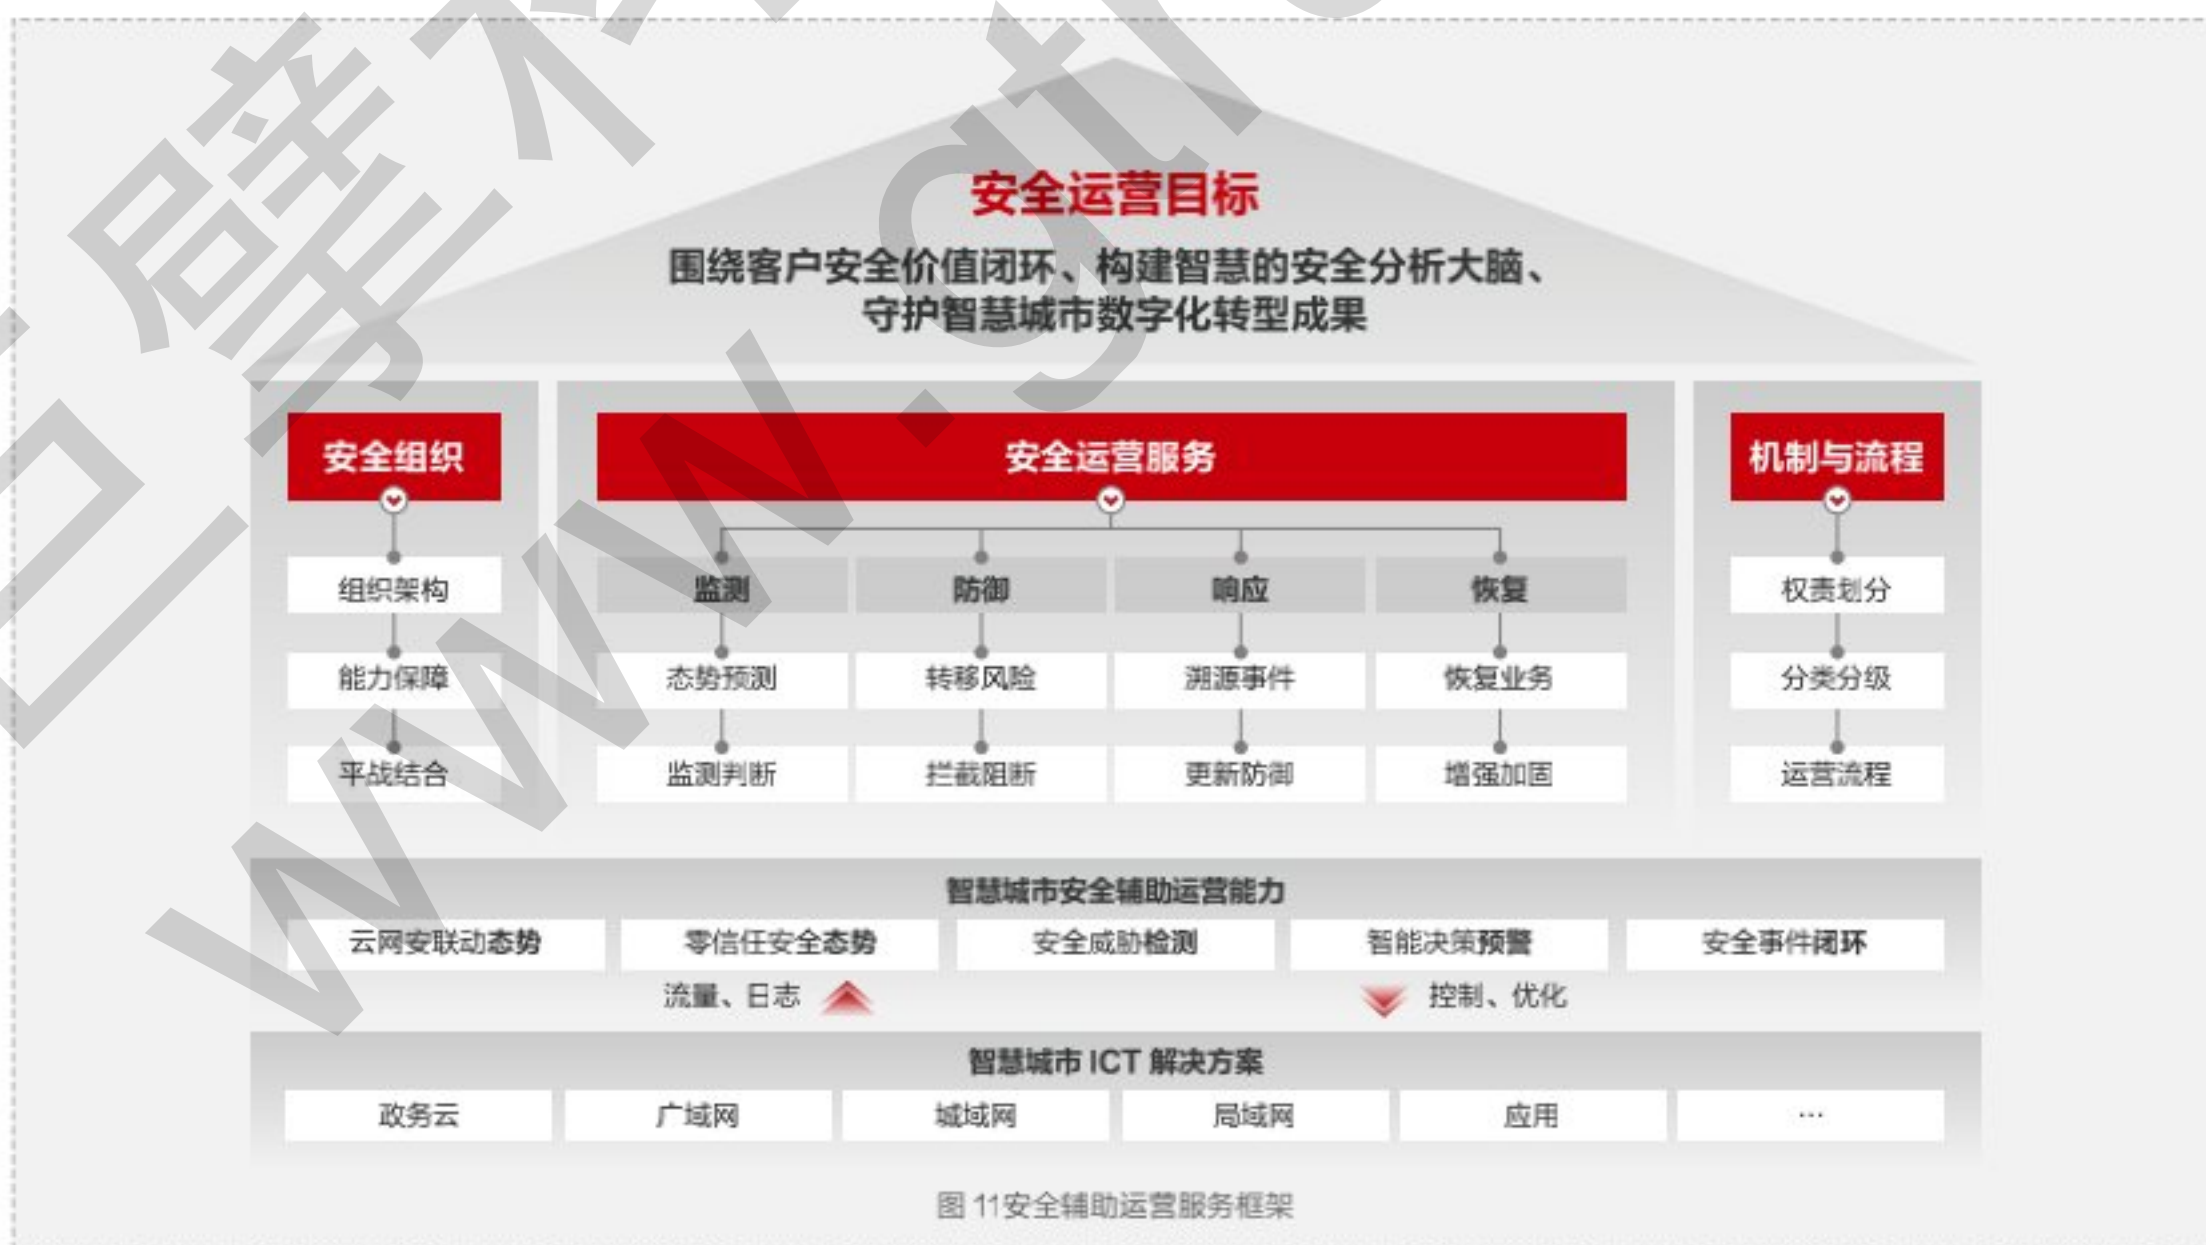 安全运营目标
围绕客户安全价值闭环、构建智慧的安全分析大脑、
守护智慧城市数字化转型成果
安全组织
组织架构
能力保障
平战结合
安全运营服务
监测 防御 响应 恢复
态势预测 转移风险 溯源事件 恢复业务
监测判断 拦截阻断 更新防御 增强加固
机制与流程
权责划分
分类分级
运营流程
智慧城市安全辅助运营能力
云网安联动态势 零信任安全态势 安全威胁检测 智能决策预警 安全事件闭环
流量、日志 控制、优化
智慧城市 ICT 解决方案
政务云 广域网 城域网 局域网 应用 ...
图 11安全辅助运营服务框架
www.gt